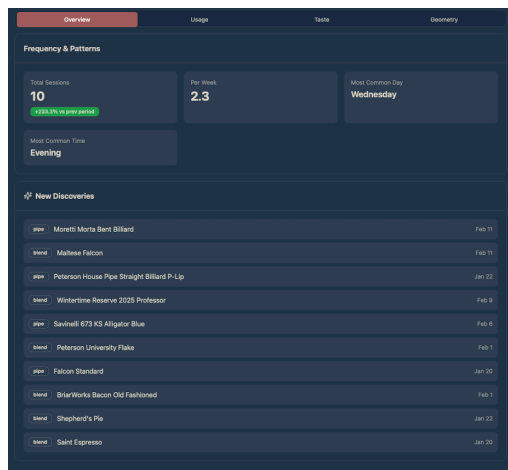 Overview
Usage
Taste
Geometry
Frequency & Patterns
Total Sessions
10
+233.3% vs prev period
Per Week
2.3
Most Common Day
Wednesday
Most Common Time
Evening
New Discoveries
pipe Moretti Morta Bent Billiard Feb 11
blend Maltese Falcon Feb 11
pipe Peterson House Pipe Straight Billiard P-Lip Jan 22
blend Wintertime Reserve 2025 Professor Feb 9
pipe Savinelli 673 KS Alligator Blue Feb 6
blend Peterson University Flake Feb 1
pipe Falcon Standard Jan 20
blend BriarWorks Bacon Old Fashioned Feb 1
blend Shepherd's Pie Jan 22
blend Saint Espresso Jan 20